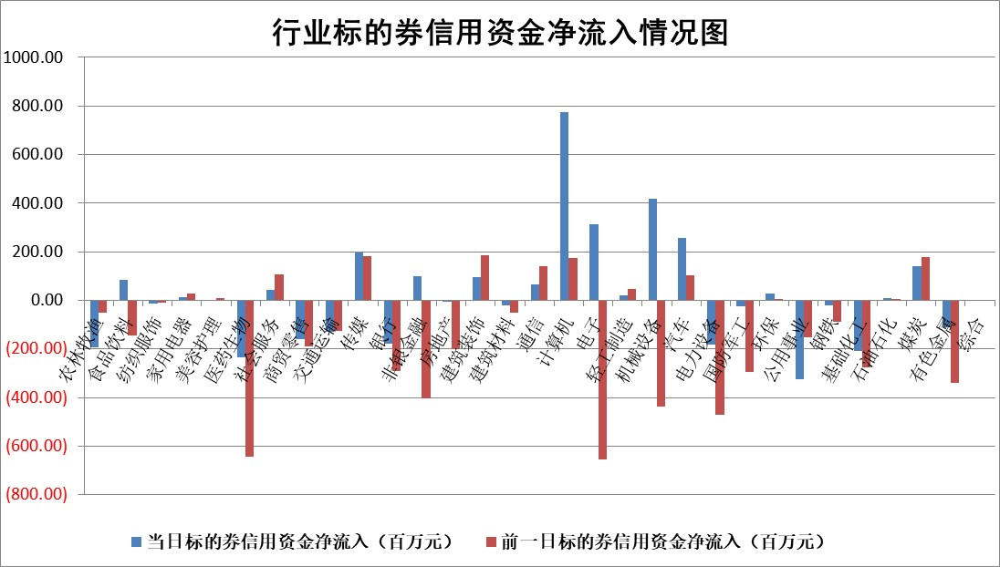 行业标的券信用资金净流入情况图
1000.00
800.00
600.00
400.00
200.00
0.00
(200.00)
(400.00)
(600.00)
(800.00)
农林牧渔
食品饮料
纺织服饰
家用电器
美容护理
医药生物
社会服务
商贸零售
交通运输
传媒
银行
非银金融
房地产
建筑装饰
建筑材料
通信
计算机
电子
轻工制造
机械设备
汽车
电力设备
国防军工
环保
公用事业
钢铁
基础化工
石油石化
煤炭
有色金属
综合
当日标的券信用资金净流入（百万元）
前一日标的券信用资金净流入（百万元）